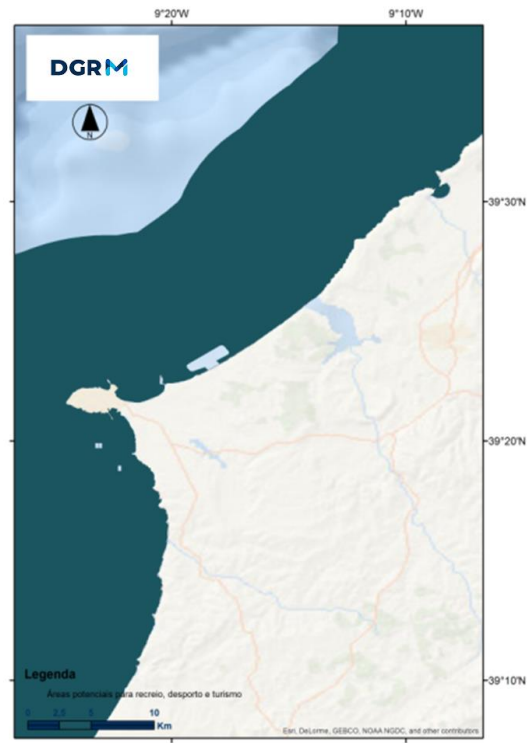 9°20'W 9°10'W
DGRM
N
39°30'N
39°20'N
39°10'N
Legenda
Áreas potenciais para recreio, desporto e turismo
0 2,5 5 10
Km
Esri, DeLorme, GEBCO, NOAA NGDC, and other contributors